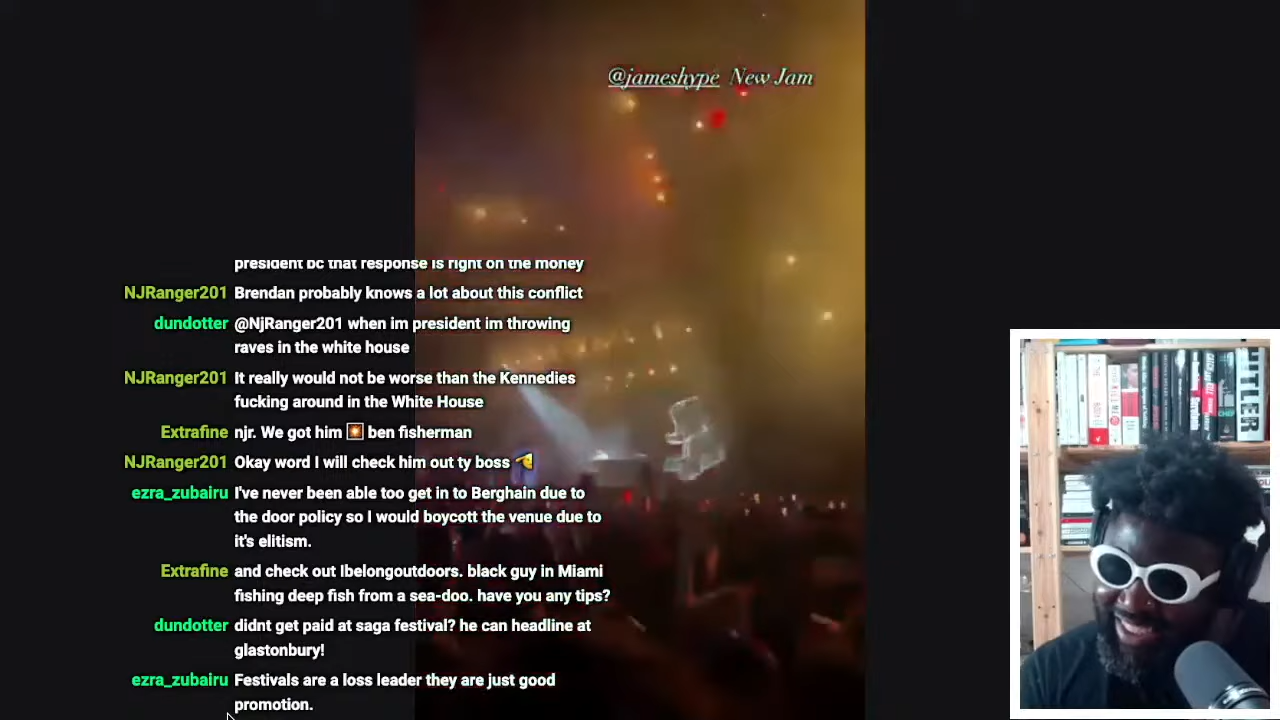 @jameshype New Jam
president bc that response is right on the money
NJRanger201 Brendan probably knows a lot about this conflict
dundotter @NjRanger201 when im president im throwing
raves in the white house
NJRanger201 It really would not be worse than the Kennedies
fucking around in the White House
Extrafine njr. We got him 💥 ben fisherman
NJRanger201 Okay word I will check him out ty boss 🫡
ezra_zubairu I've never been able too get in to Berghain due to
the door policy so I would boycott the venue due to
it's elitism.
Extrafine and check out Ibelongoutdoors. black guy in Miami
fishing deep fish from a sea-doo. have you any tips?
dundotter didnt get paid at saga festival? he can headline at
glastonbury!
ezra_zubairu Festivals are a loss leader they are just good
promotion.
HITLER